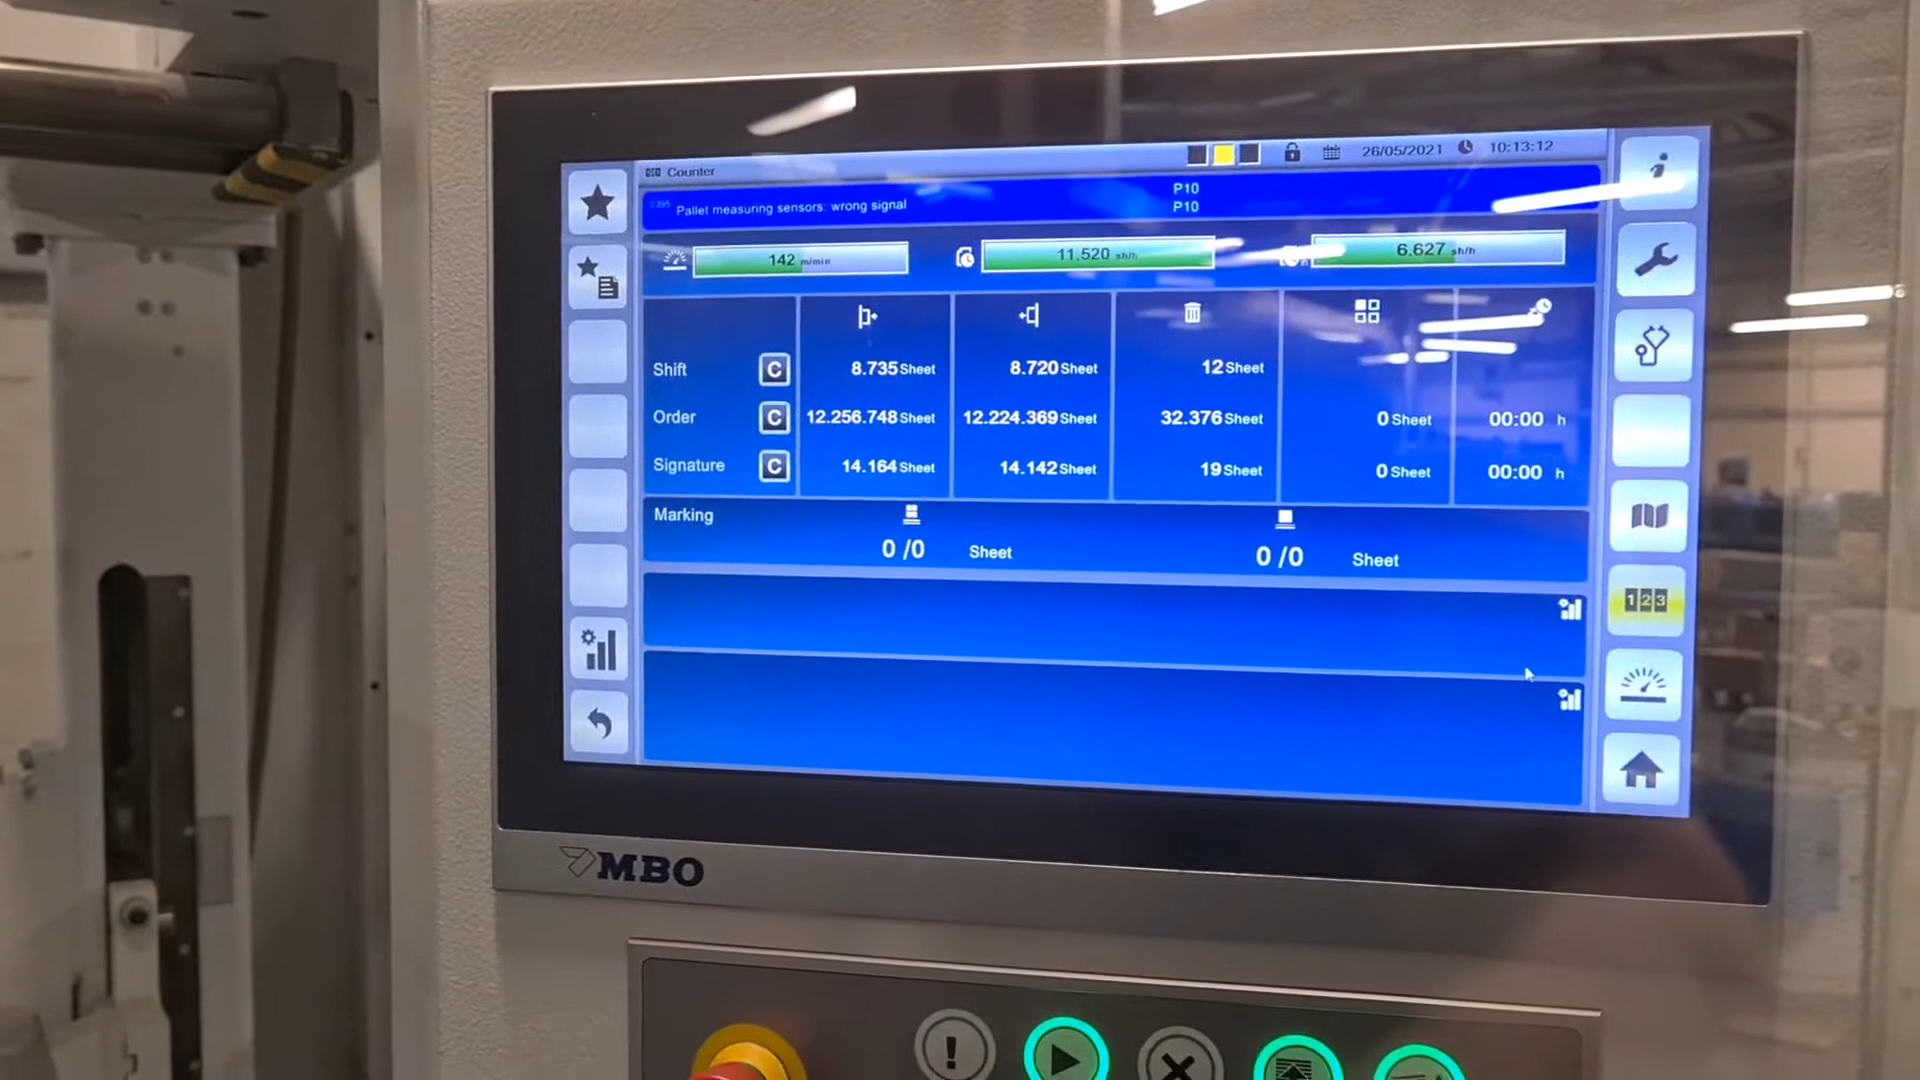 26/05/2021 10:13:12
Counter
0395 Pallet measuring sensors: wrong signal
P10
P10
142 m/min 11.520 sh/h 6.627 sh/h
Shift C 8.735 Sheet 8.720 Sheet 12 Sheet
Order C 12.256.748 Sheet 12.224.369 Sheet 32.376 Sheet 0 Sheet 00:00 h
Signature C 14.164 Sheet 14.142 Sheet 19 Sheet 0 Sheet 00:00 h
Marking
0 /0 Sheet 0 /0 Sheet
123
MBO